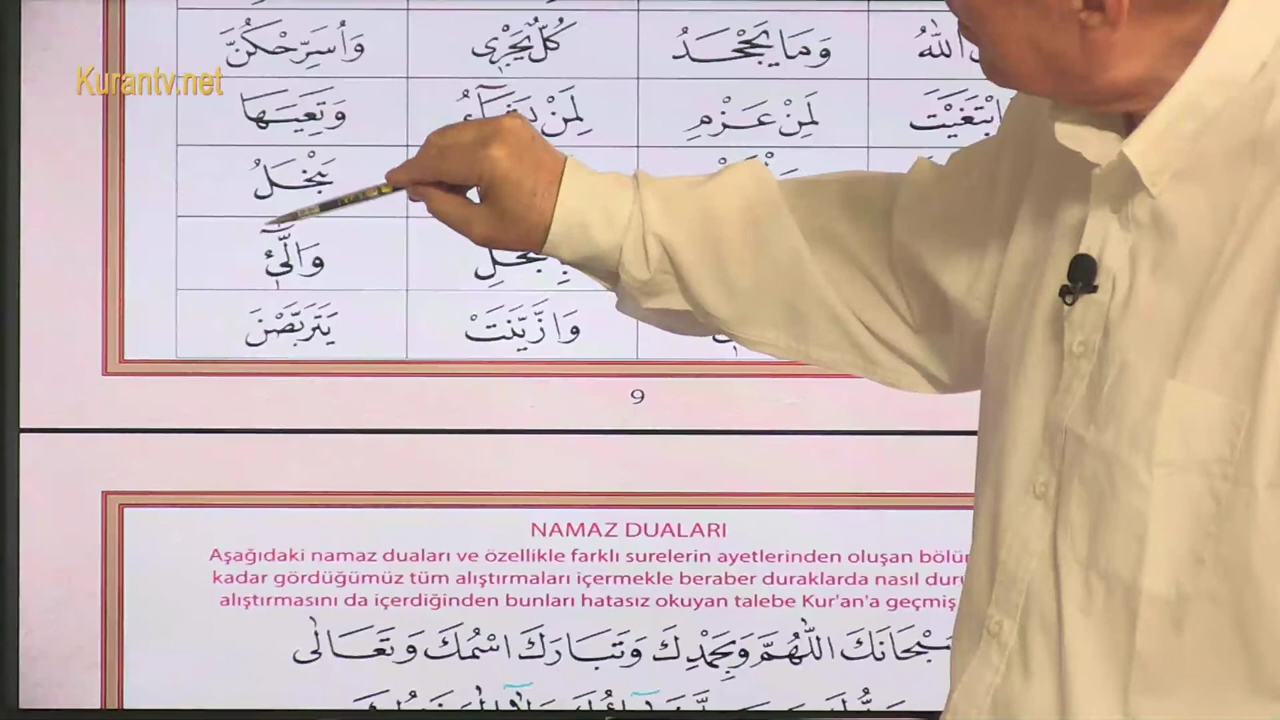 Kurantv.net
اللّٰهُ وَمَا يَجْحَدُ كُلٌّ يَجْرِي وَاُسَرِّحْكُنَّ
ابْتَغَيْتَ لَمِنْ عَزْمِ لِمَنْ يَشَٓاءُ وَتَعِيَهَا
يَبْخَلُ
وَالّٰٓئِ
وَازَّيَّنَتْ يَتَرَبَّصْنَ
9
NAMAZ DUALARI
Aşağıdaki namaz duaları ve özellikle farklı surelerin ayetlerinden oluşan
kadar gördüğümüz tüm alıştırmaları içermekle beraber duraklarda nasıl
alıştırmasını da içerdiğinden bunları hatasız okuyan talebe Kur'an'a geçmiş
سُبْحَانَكَ اللّٰهُمَّ وَبِحَمْدِكَ وَتَبَارَكَ اسْمُكَ وَتَعَالٰى